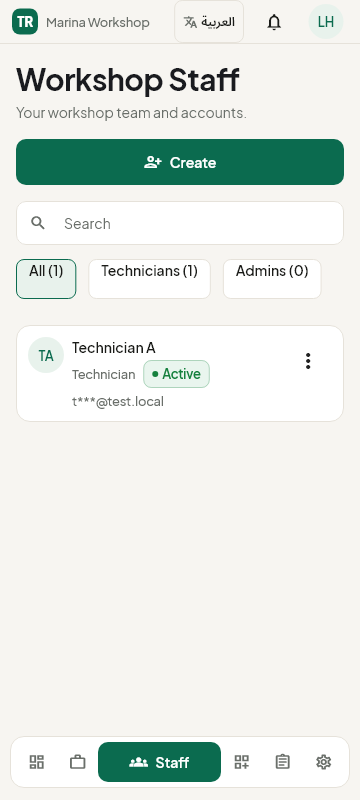 TR Marina Workshop العربية LH
Workshop Staff
Your workshop team and accounts.
Create
Search
All (1) Technicians (1) Admins (0)
TA Technician A
Technician Active
t***@test.local
Staff